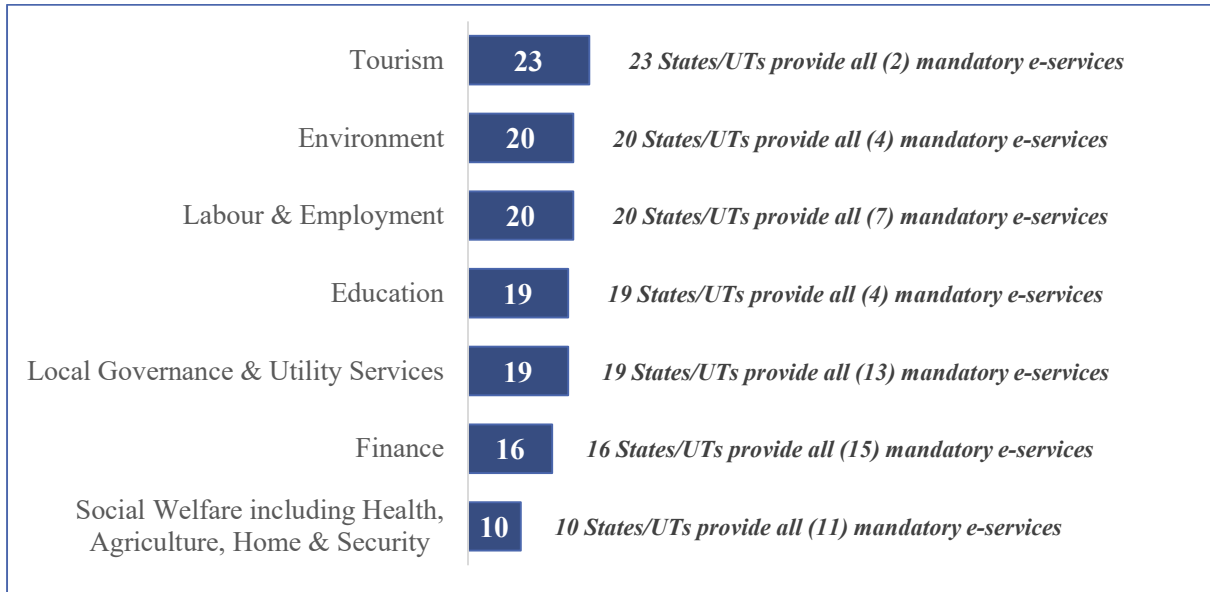 Tourism
23
23 States/UTs provide all (2) mandatory e-services
Environment
20
20 States/UTs provide all (4) mandatory e-services
Labour & Employment
20
20 States/UTs provide all (7) mandatory e-services
Education
19
19 States/UTs provide all (4) mandatory e-services
Local Governance & Utility Services
19
19 States/UTs provide all (13) mandatory e-services
Finance
16
16 States/UTs provide all (15) mandatory e-services
Social Welfare including Health,
Agriculture, Home & Security
10
10 States/UTs provide all (11) mandatory e-services